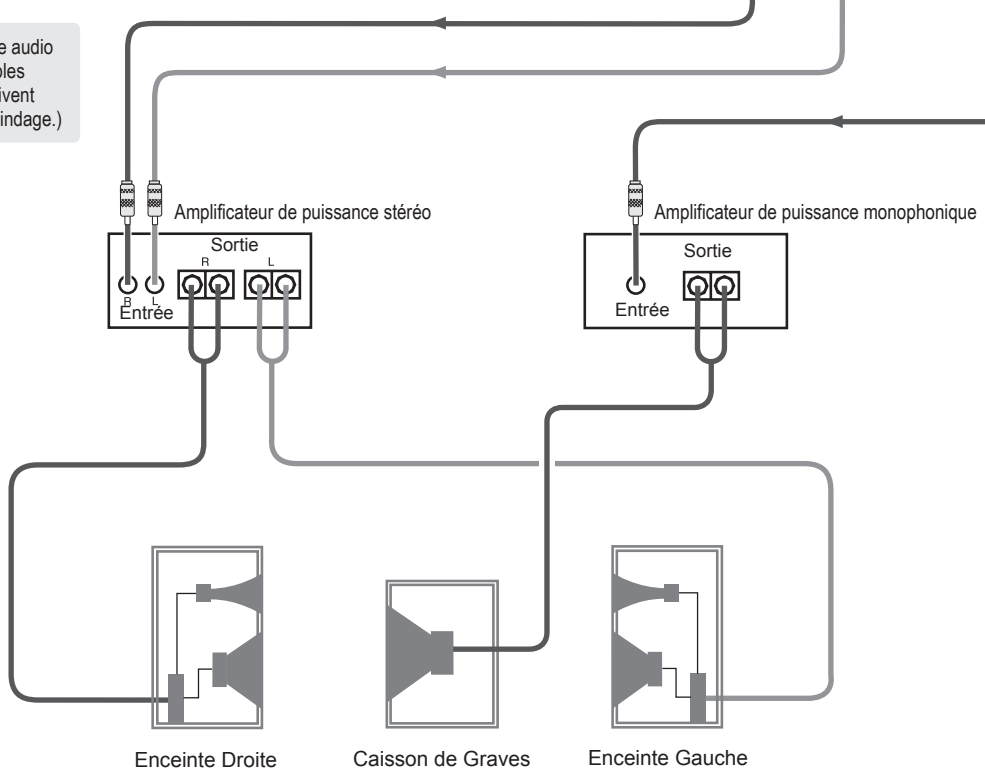 e audio
bles
ivent
indage.)
Amplificateur de puissance stéréo
Sortie
R L
R L
Entrée
Amplificateur de puissance monophonique
Sortie
Entrée
Enceinte Droite
Caisson de Graves
Enceinte Gauche